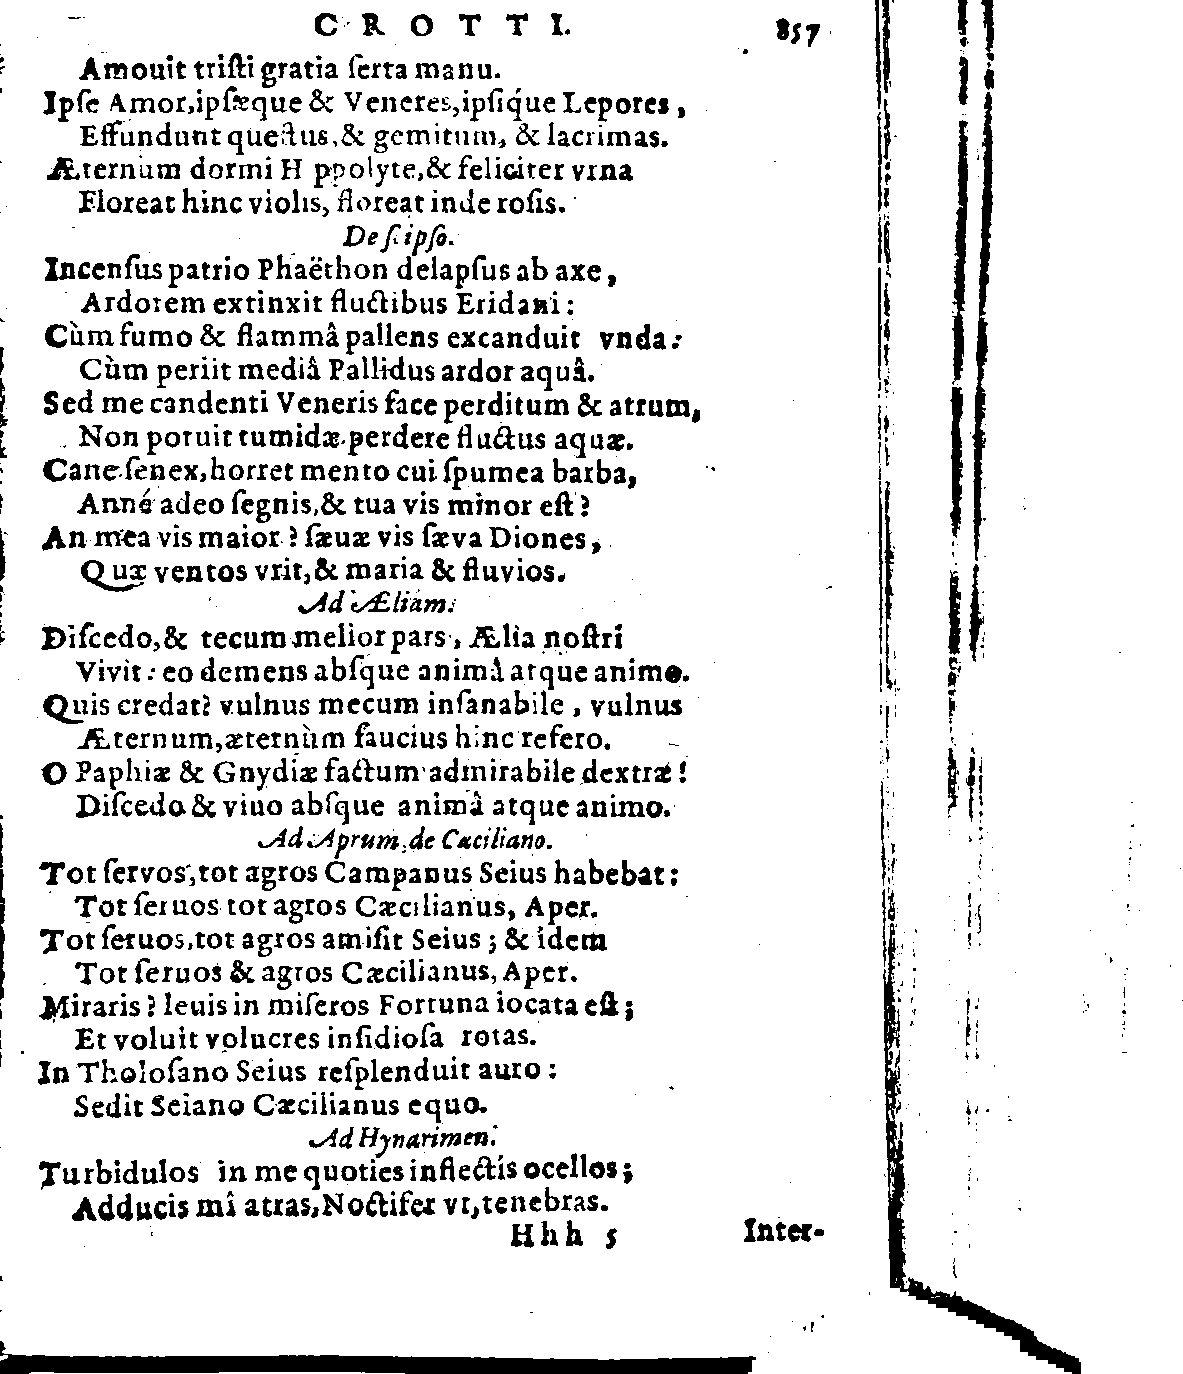 CROTTI. 857
Amouit tristi gratia serta manu.
Ipse Amor, ipsæque & Veneres, ipsiq́ue Lepores,
Effundunt questus, & gemitum, & lacrimas.
Æternùm dormi H ppolyte, & feliciter vrna
Floreat hinc violis, floreat inde rosis.
De seipso.
Incensus patrio Phaëthon delapsus ab axe,
Ardorem extinxit fluctibus Eridani:
Cùm fumo & flammâ pallens excanduit vnda:
Cùm periit mediâ Pallidus ardor aquâ.
Sed me candenti Veneris face perditum & atrum,
Non potuit tumidæ perdere fluctus aquæ.
Cane senex, horret mento cui spumea barba,
Anné adeo segnis, & tua vis minor est?
An mea vis maior? sæuæ vis sæva Diones,
Quæ ventos vrit, & maria & fluvios.
Ad Æliam.
Discedo, & tecum melior pars, Ælia nostri
Vivit: eo demens absque animâ atque animo.
Quis credat? vulnus mecum insanabile, vulnus
Æternum, æternùm saucius hinc refero.
O Paphiæ & Gnydiæ factum admirabile dextræ!
Discedo & viuo absque animâ atque animo.
Ad Aprum, de Cæciliano.
Tot servos, tot agros Campanus Seius habebat:
Tot seruos tot agros Cæcilianus, Aper.
Tot seruos, tot agros amisit Seius; & idem
Tot seruos & agros Cæcilianus, Aper.
Miraris? leuis in miseros Fortuna iocata est;
Et voluit volucres insidiosa rotas.
In Tholosano Seius resplenduit auro:
Sedit Seiano Cæcilianus equo.
Ad Hynarimen.
Turbidulos in me quoties inflectis ocellos;
Adducis mî atras, Noctifer vt, tenebras.
Hhh 5 Inter-